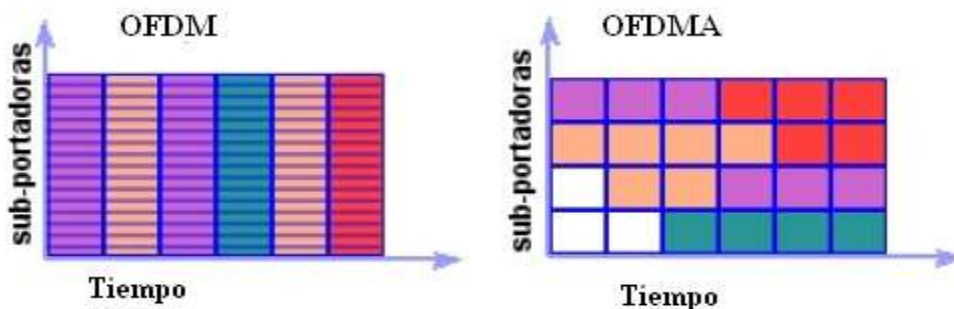 OFDM
sub-portadoras
Tiempo
OFDMA
sub-portadoras
Tiempo